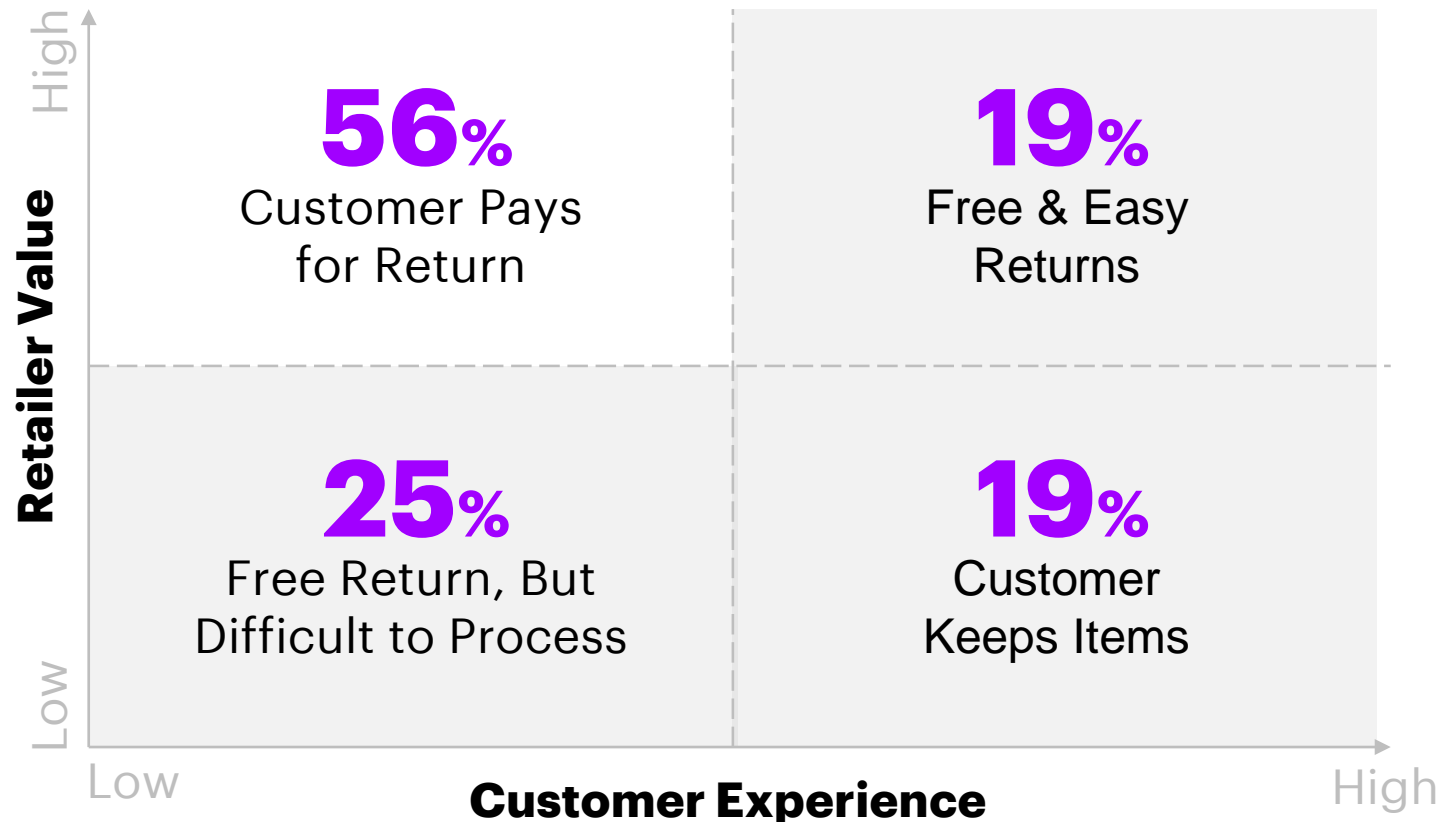 High
Retailer Value
Low
56%
Customer Pays
for Return
19%
Free & Easy
Returns
25%
Free Return, But
Difficult to Process
19%
Customer
Keeps Items
Low
Customer Experience
High